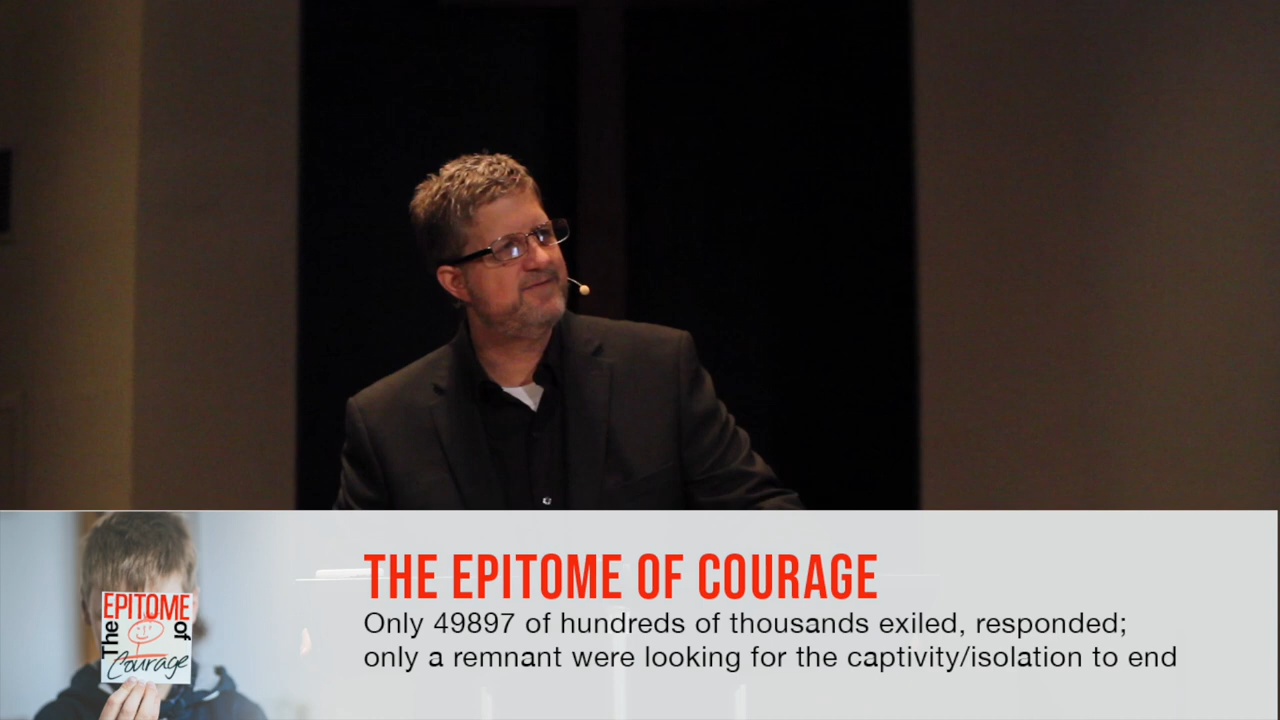 THE EPITOME OF COURAGE
Only 49897 of hundreds of thousands exiled, responded;
only a remnant were looking for the captivity/isolation to end
The
EPITOME
of
Courage